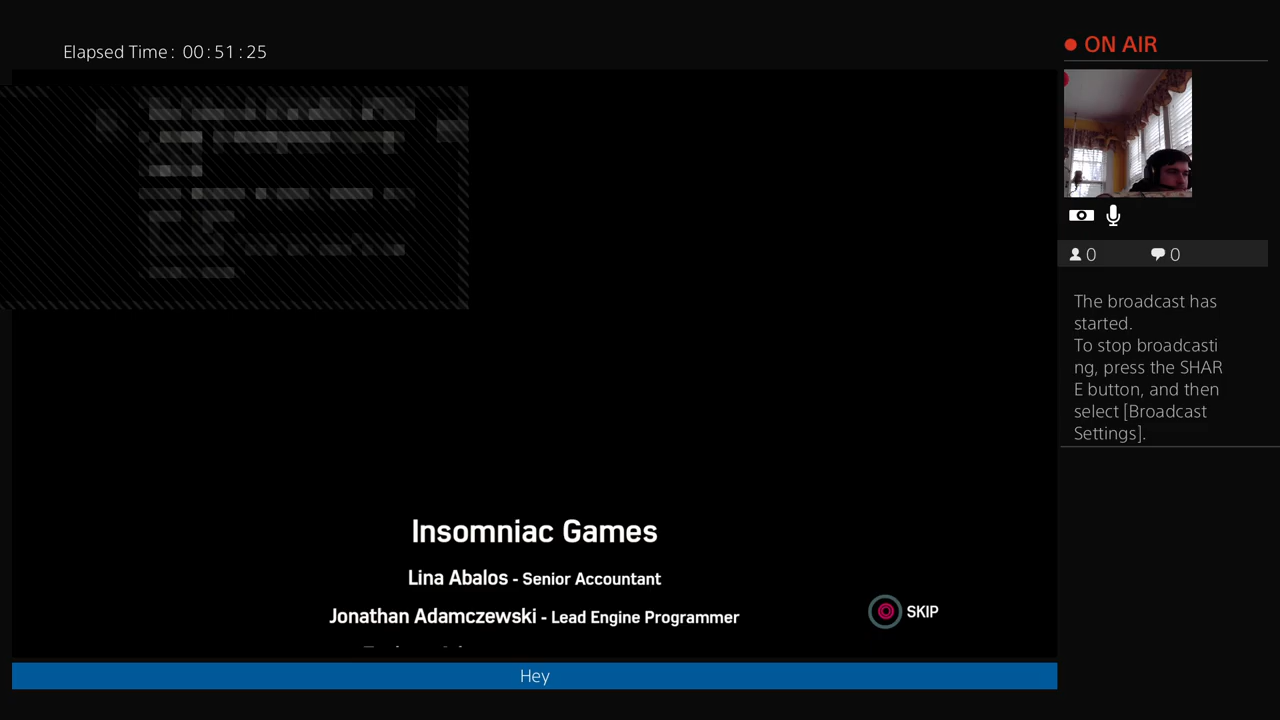 Elapsed Time: 00:51:25
ON AIR
0
0
The broadcast has
started.
To stop broadcasti
ng, press the SHAR
E button, and then
select [Broadcast
Settings].
Insomniac Games
Lina Abalos - Senior Accountant
Jonathan Adamczewski - Lead Engine Programmer
SKIP
Hey